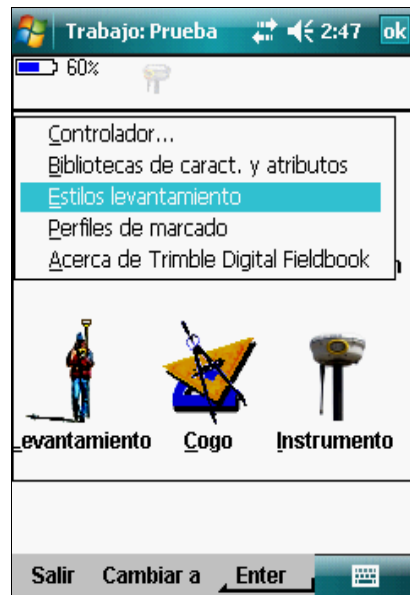 Trabajo: Prueba 2:47 ok
60%
Controlador...
Bibliotecas de caract. y atributos
Estilos levantamiento
Perfiles de marcado
Acerca de Trimble Digital Fieldbook
Levantamiento Cogo Instrumento
Salir Cambiar a Enter